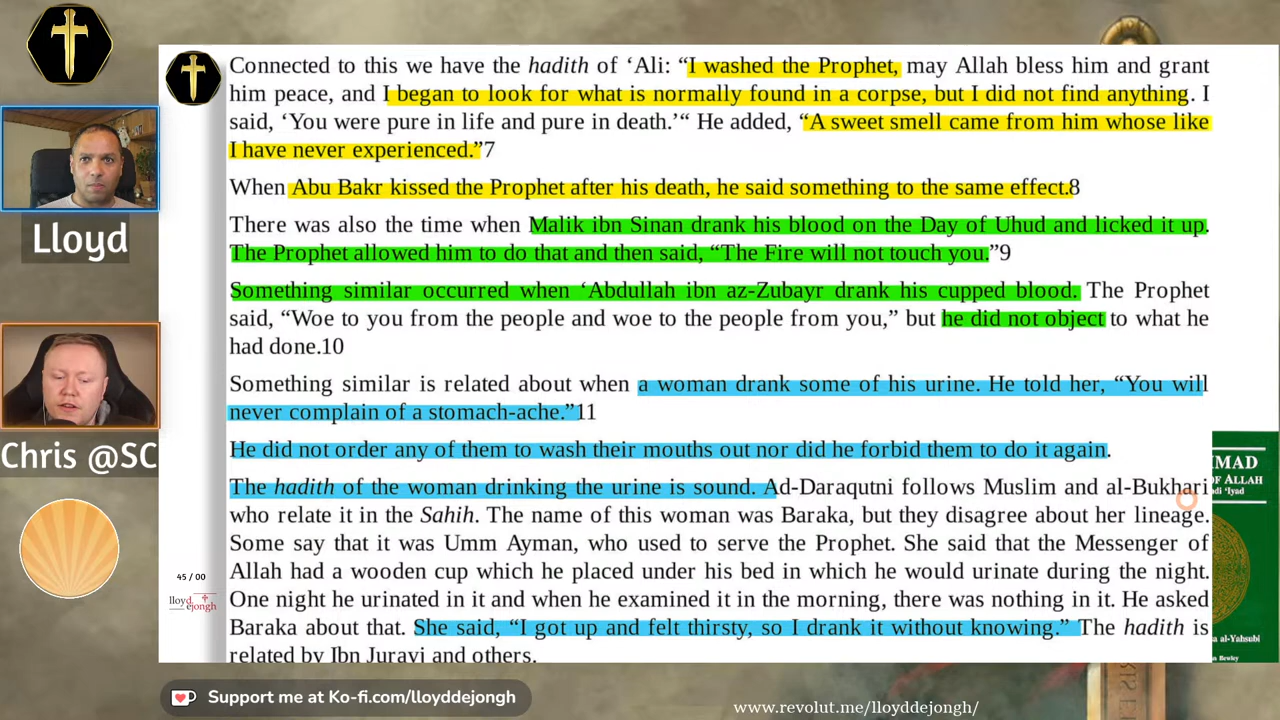 Connected to this we have the hadith of ‘Ali: “I washed the Prophet, may Allah bless him and grant
him peace, and I began to look for what is normally found in a corpse, but I did not find anything. I
said, ‘You were pure in life and pure in death.’“ He added, “A sweet smell came from him whose like
I have never experienced.”7
When Abu Bakr kissed the Prophet after his death, he said something to the same effect.8
There was also the time when Malik ibn Sinan drank his blood on the Day of Uhud and licked it up.
The Prophet allowed him to do that and then said, “The Fire will not touch you.”9
Something similar occurred when ‘Abdullah ibn az-Zubayr drank his cupped blood. The Prophet
said, “Woe to you from the people and woe to the people from you,” but he did not object to what he
had done.10
Something similar is related about when a woman drank some of his urine. He told her, “You will
never complain of a stomach-ache.”11
He did not order any of them to wash their mouths out nor did he forbid them to do it again.
The hadith of the woman drinking the urine is sound. Ad-Daraqutni follows Muslim and al-Bukhari
who relate it in the Sahih. The name of this woman was Baraka, but they disagree about her lineage.
Some say that it was Umm Ayman, who used to serve the Prophet. She said that the Messenger of
Allah had a wooden cup which he placed under his bed in which he would urinate during the night.
One night he urinated in it and when he examined it in the morning, there was nothing in it. He asked
Baraka about that. She said, “I got up and felt thirsty, so I drank it without knowing.” The hadith is
related by Ibn Jurayj and others.
Lloyd
Chris @SC
45 / 00
lloyd
dejongh
MAD
OF ALLAH
adi ‘Iyad
a al-Yahsubi
Bewley
Support me at Ko-fi.com/lloyddejongh
www.revolut.me/lloyddejongh/